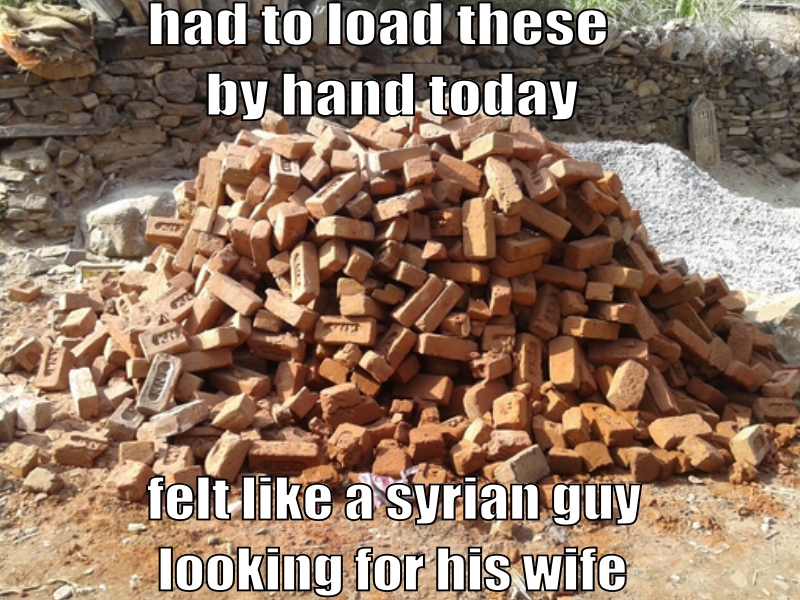 had to load these
by hand today
felt like a syrian guy
looking for his wife